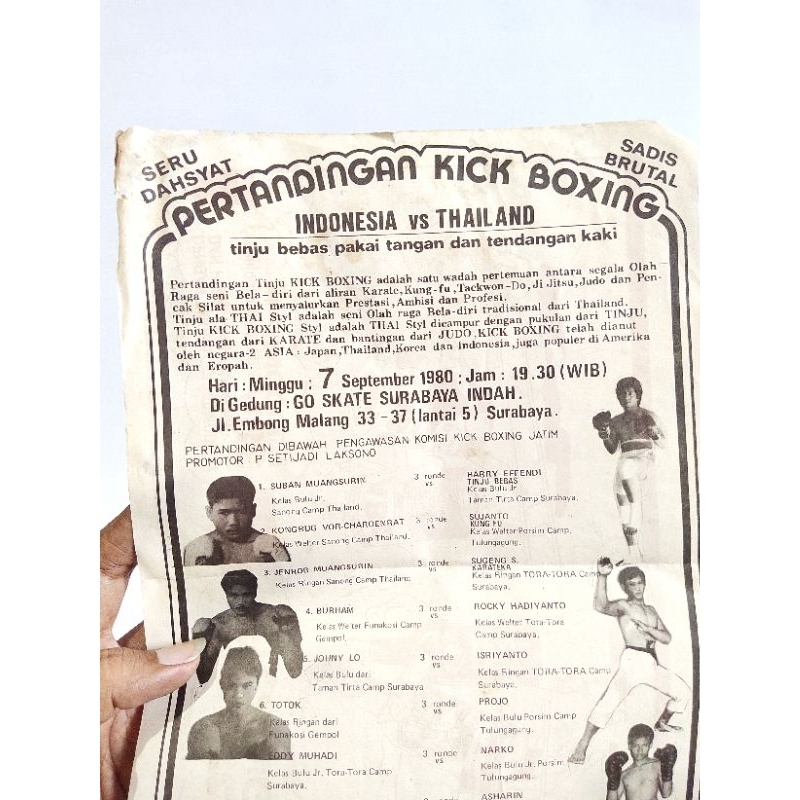 SERU
DAHSYAT
SADIS
BRUTAL
PERTANDINGAN KICK BOXING
INDONESIA vs THAILAND
tinju bebas pakai tangan dan tendangan kaki
Pertandingan Tinju KICK BOXING adalah satu wadah pertemuan antara segala Olah
Raga seni Bela-diri dari aliran Karate, Kung-fu, Taekwon-Do, Ji Jitsu, Judo dan Pen-
cak Silat untuk menyalurkan Prestasi, Ambisi dan Profesi.
Tinju ala THAI Styl adalah seni Olah raga Bela-diri tradisional dari Thailand.
Tinju KICK BOXING Styl adalah THAI Styl dicampur dengan pukulan dari TINJU,
tendangan dari KARATE dan bantingan dari JUDO. KICK BOXING telah dianut
oleh negara-2 ASIA : Japan, Thailand, Korea dan Indonesia, juga populer di Amerika
dan Eropah.
Hari : Minggu ; 7 September 1980 ; Jam : 19.30 (WIB)
Di Gedung : GO SKATE SURABAYA INDAH.
Jl. Embong Malang 33 - 37 (lantai 5) Surabaya.
PERTANDINGAN DIBAWAH PENGAWASAN KOMISI KICK BOXING JATIM
PROMOTOR : P SETIJADI LAKSONO
1. SUBAN MUANGSURIN 3 ronde vs HARRY EFFENDI
TINJU BEBAS
Kelas Bulu Jr. Kelas Bulu Jr
Sanong Camp Thailand. Taman Tirta Camp Surabaya.
2. KONGRUG VOR-CHAROENRAT 3 ronde vs SUJANTO
KUNG FU
Kelas Welter Sanong Camp Thailand. Kelas Welter Porsim Camp.
Tulungagung.
3. JENROB MUANGSURIN 3 ronde vs SUGENG S.
KARATEKA
Kelas Ringan Sanong Camp Thailand Kelas Ringan TORA-TORA Camp
Surabaya.
4. BURHAM 3 ronde vs ROCKY HADIYANTO
Kelas Welter Funakosi Camp Kelas Welter Tora-Tora
Gempol. Camp Surabaya.
5. JOHNY LO 3 ronde vs ISRIYANTO
Kelas Bulu dari Kelas Ringan TORA-TORA Camp
Taman Tirta Camp Surabaya Surabaya.
6. TOTOK 3 ronde vs PROJO
Kelas Ringan dari Kelas Bulu Porsim Camp
Funakosi Gempol Tulungagung.
EDDY MUHADI 3 ronde vs NARKO
Kelas Bulu Jr. Tora-Tora Camp Kelas Bulu Jr. Porsim
Surabaya. Tulungagung.
ASHARIN